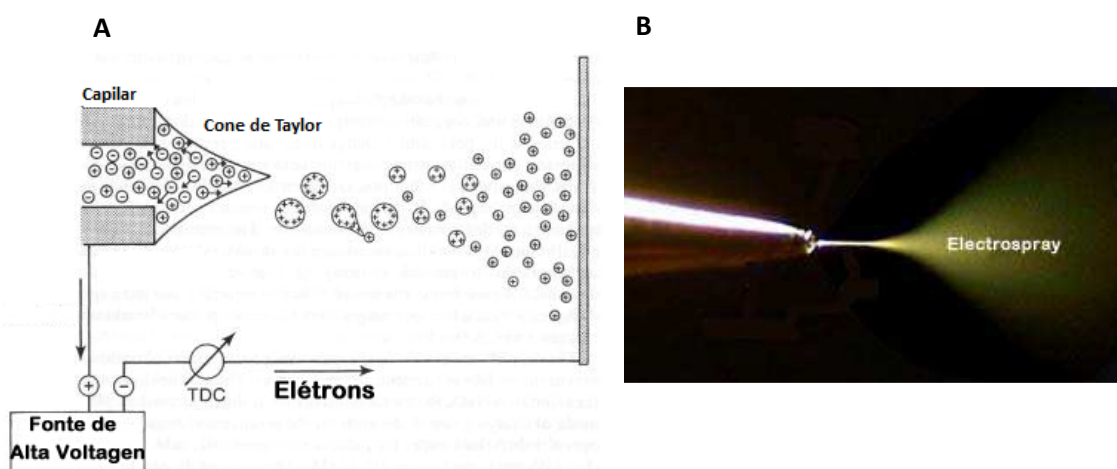 A
B
Capilar
Cone de Taylor
Electrospray
TDC
Elétrons
Fonte de
Alta Voltagen